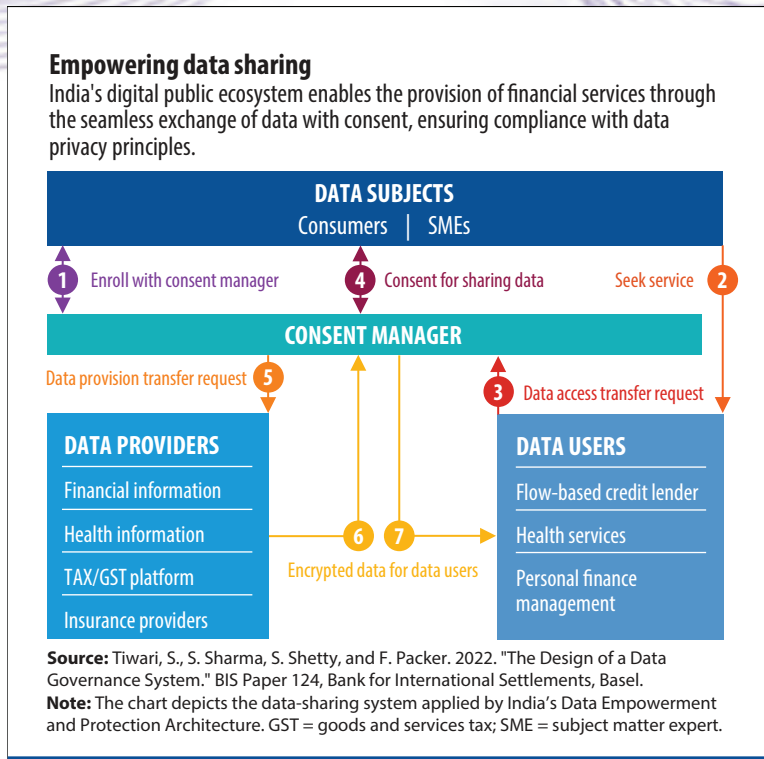 Empowering data sharing
India's digital public ecosystem enables the provision of financial services through
the seamless exchange of data with consent, ensuring compliance with data
privacy principles.
DATA SUBJECTS
Consumers | SMEs
1 Enroll with consent manager
4 Consent for sharing data
Seek service 2
CONSENT MANAGER
Data provision transfer request 5
3 Data access transfer request
DATA PROVIDERS
Financial information
Health information
TAX/GST platform
Insurance providers
6 7
Encrypted data for data users
DATA USERS
Flow-based credit lender
Health services
Personal finance
management
Source: Tiwari, S., S. Sharma, S. Shetty, and F. Packer. 2022. "The Design of a Data
Governance System." BIS Paper 124, Bank for International Settlements, Basel.
Note: The chart depicts the data-sharing system applied by India's Data Empowerment
and Protection Architecture. GST = goods and services tax; SME = subject matter expert.